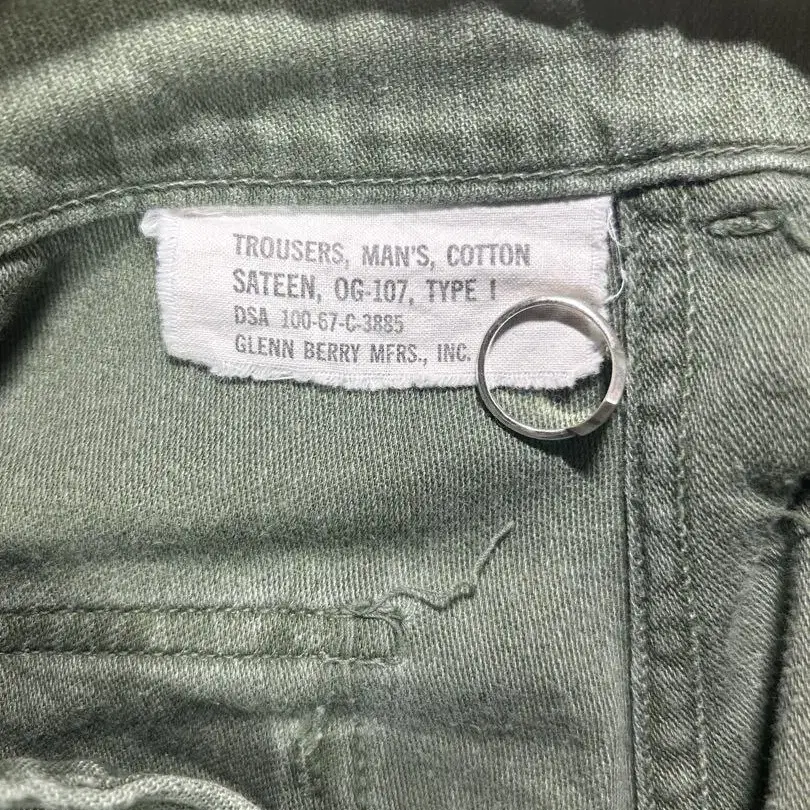 TROUSERS, MAN'S, COTTON
SATEEN, OG-107, TYPE I
DSA 100-67-C-3885
GLENN BERRY MFRS., INC.